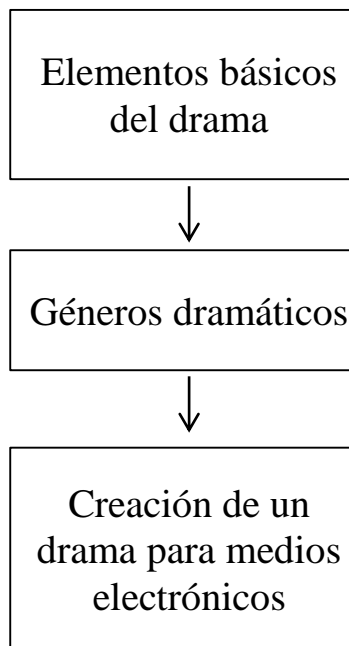 Elementos básicos
del drama
Géneros dramáticos
Creación de un
drama para medios
electrónicos